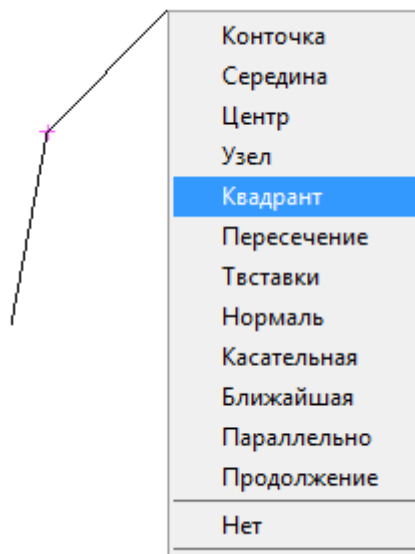 Конточка
Середина
Центр
Узел
Квадрант
Пересечение
Твставки
Нормаль
Касательная
Ближайшая
Параллельно
Продолжение
Нет